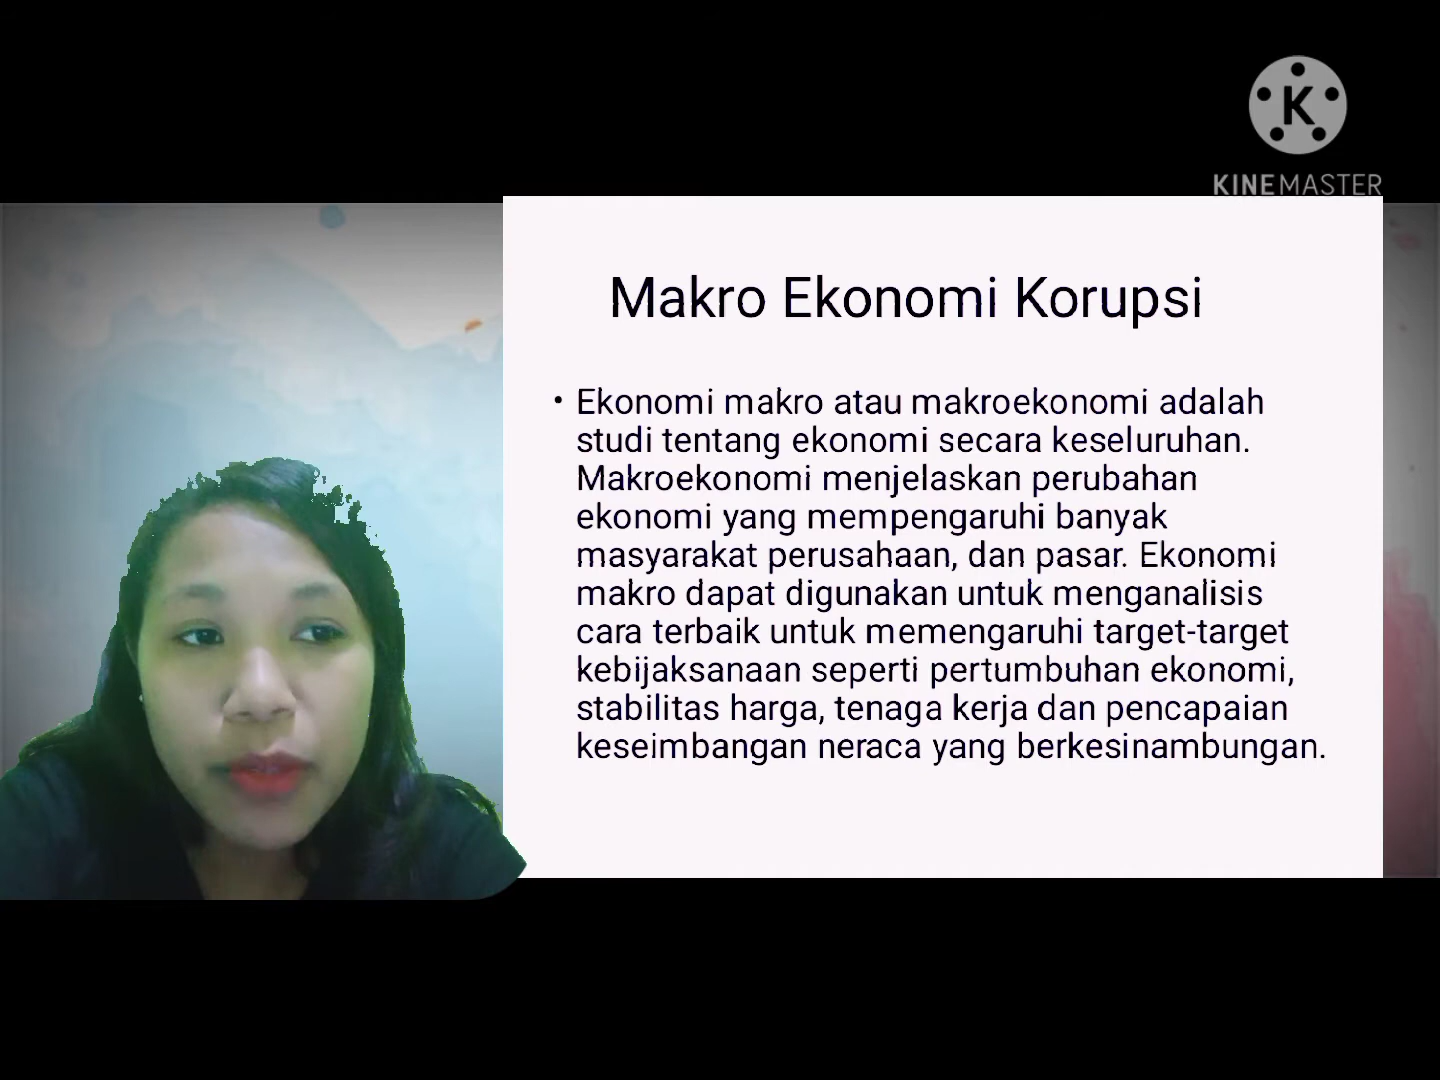 K
KINEMASTER
Makro Ekonomi Korupsi
• Ekonomi makro atau makroekonomi adalah
studi tentang ekonomi secara keseluruhan.
Makroekonomi menjelaskan perubahan
ekonomi yang mempengaruhi banyak
masyarakat perusahaan, dan pasar. Ekonomi
makro dapat digunakan untuk menganalisis
cara terbaik untuk memengaruhi target-target
kebijaksanaan seperti pertumbuhan ekonomi,
stabilitas harga, tenaga kerja dan pencapaian
keseimbangan neraca yang berkesinambungan.